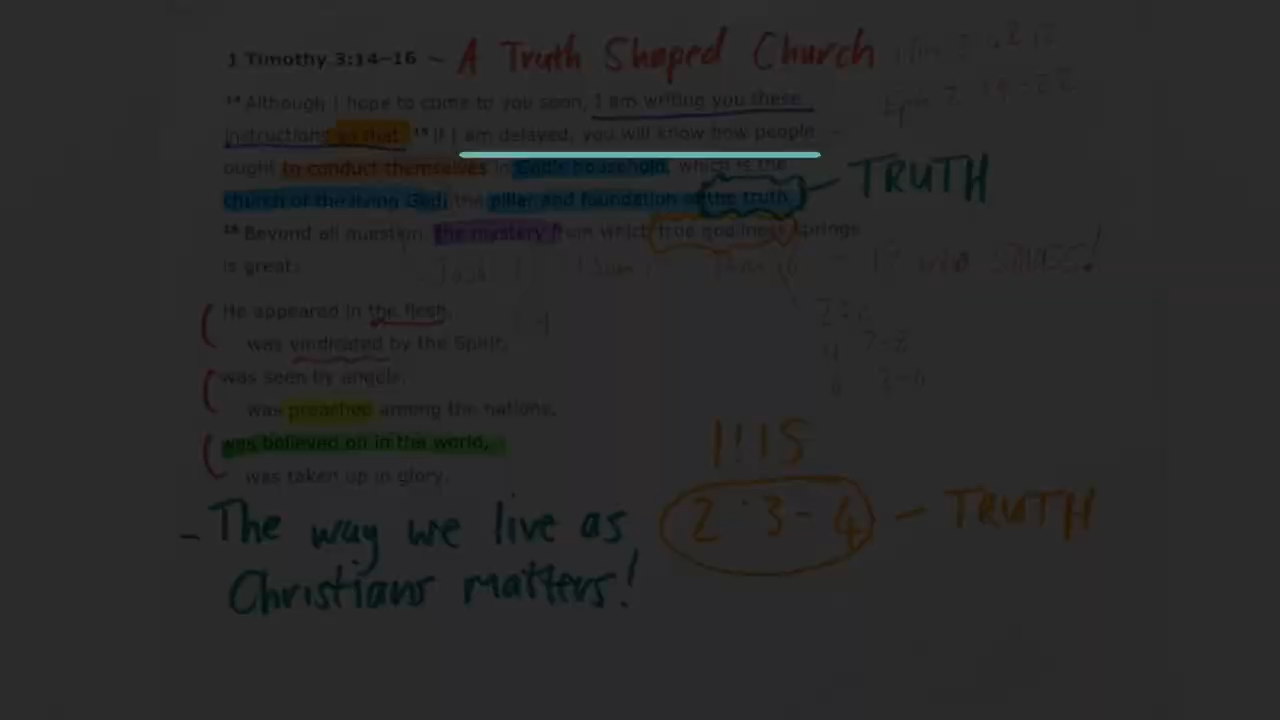 1 Timothy 3:14–16 ~ A Truth Shaped Church
14 Although I hope to come to you soon, I am writing you these
instructions so that 15 if I am delayed, you will know how people
ought to conduct themselves in God's household, which is the
church of the living God, the pillar and foundation of the truth. – TRUTH
16 Beyond all question, the mystery from which true godliness springs
is great:
He appeared in the flesh,
was vindicated by the Spirit,
was seen by angels,
was preached among the nations,
was believed on in the world,
was taken up in glory.
1:15
2:3-4 – TRUTH
- The way we live as
Christians matters!